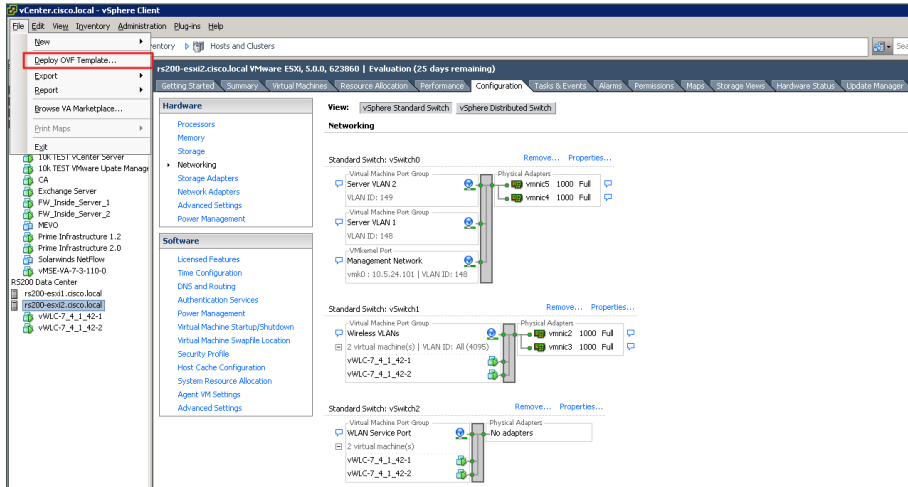 vCenter.cisco.local - vSphere Client
File Edit View Inventory Administration Plug-ins Help
New
Deploy OVF Template...
Export
Report
Browse VA Marketplace...
Print Maps
Exit
entory Hosts and Clusters
Sea
10k TEST vCenter Server
10k TEST VMware Upate Manage
CA
Exchange Server
FW_Inside_Server_1
FW_Inside_Server_2
MEVO
Prime Infrastructure 1.2
Prime Infrastructure 2.0
Solarwinds NetFlow
vMSE-VA-7-3-110-0
RS200 Data Center
rs200-esxi1.cisco.local
rs200-esxi2.cisco.local
vWLC-7_4_1_42-1
vWLC-7_4_1_42-2
rs200-esxi2.cisco.local VMware ESXi, 5.0.0, 623860 | Evaluation (25 days remaining)
Getting Started Summary Virtual Machines Resource Allocation Performance Configuration Tasks & Events Alarms Permissions Maps Storage Views Hardware Status Update Manager
Hardware
Processors
Memory
Storage
Networking
Storage Adapters
Network Adapters
Advanced Settings
Power Management
Software
Licensed Features
Time Configuration
DNS and Routing
Authentication Services
Power Management
Virtual Machine Startup/Shutdown
Virtual Machine Swapfile Location
Security Profile
Host Cache Configuration
System Resource Allocation
Agent VM Settings
Advanced Settings
View: vSphere Standard Switch vSphere Distributed Switch
Networking
Standard Switch: vSwitch0 Remove... Properties...
Virtual Machine Port Group Physical Adapters
Server VLAN 2 vmnic5 1000 Full
VLAN ID: 149 vmnic4 1000 Full
Virtual Machine Port Group
Server VLAN 1
VLAN ID: 148
VMkernel Port
Management Network
vmk0 : 10.5.24.101 | VLAN ID: 148
Standard Switch: vSwitch1 Remove... Properties...
Virtual Machine Port Group Physical Adapters
Wireless VLANs vmnic2 1000 Full
2 virtual machine(s) | VLAN ID: All (4095) vmnic3 1000 Full
vWLC-7_4_1_42-1
vWLC-7_4_1_42-2
Standard Switch: vSwitch2 Remove... Properties...
Virtual Machine Port Group Physical Adapters
WLAN Service Port No adapters
2 virtual machine(s)
vWLC-7_4_1_42-1
vWLC-7_4_1_42-2